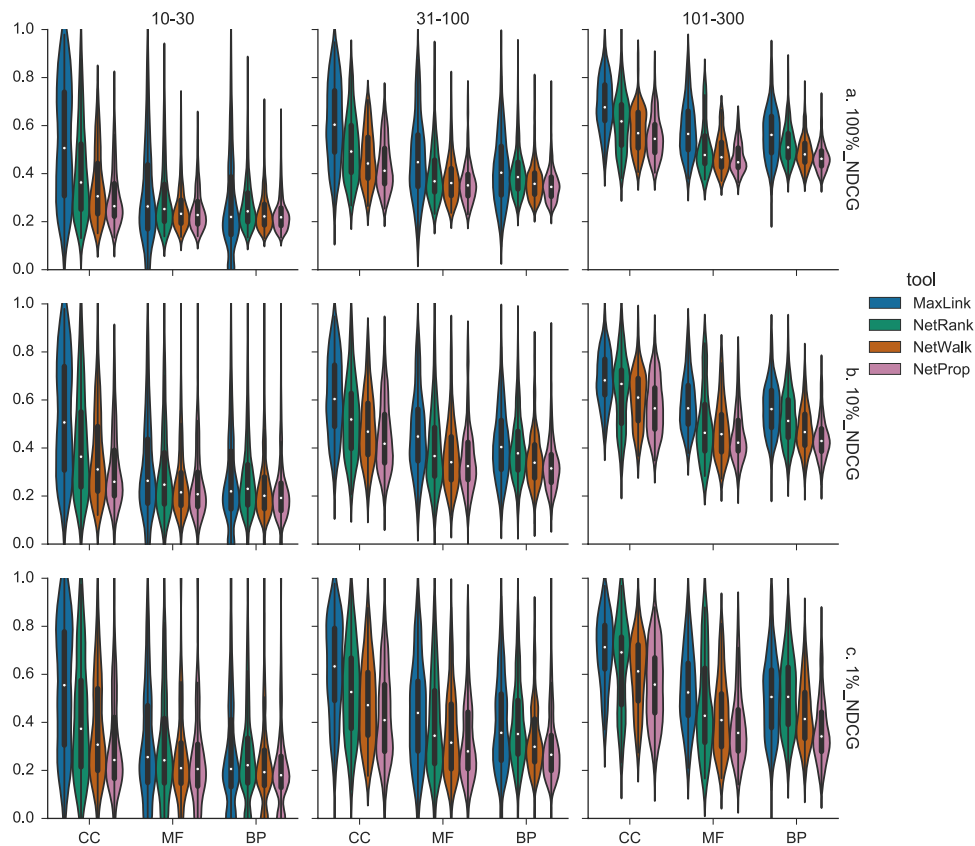 10-30 31-100 101-300
1.0
0.8
0.6
0.4
0.2
0.0
a. 100%_NDCG
tool
MaxLink
NetRank
NetWalk
NetProp
1.0
0.8
0.6
0.4
0.2
0.0
b. 10%_NDCG
1.0
0.8
0.6
0.4
0.2
0.0
c. 1%_NDCG
CC MF BP CC MF BP CC MF BP